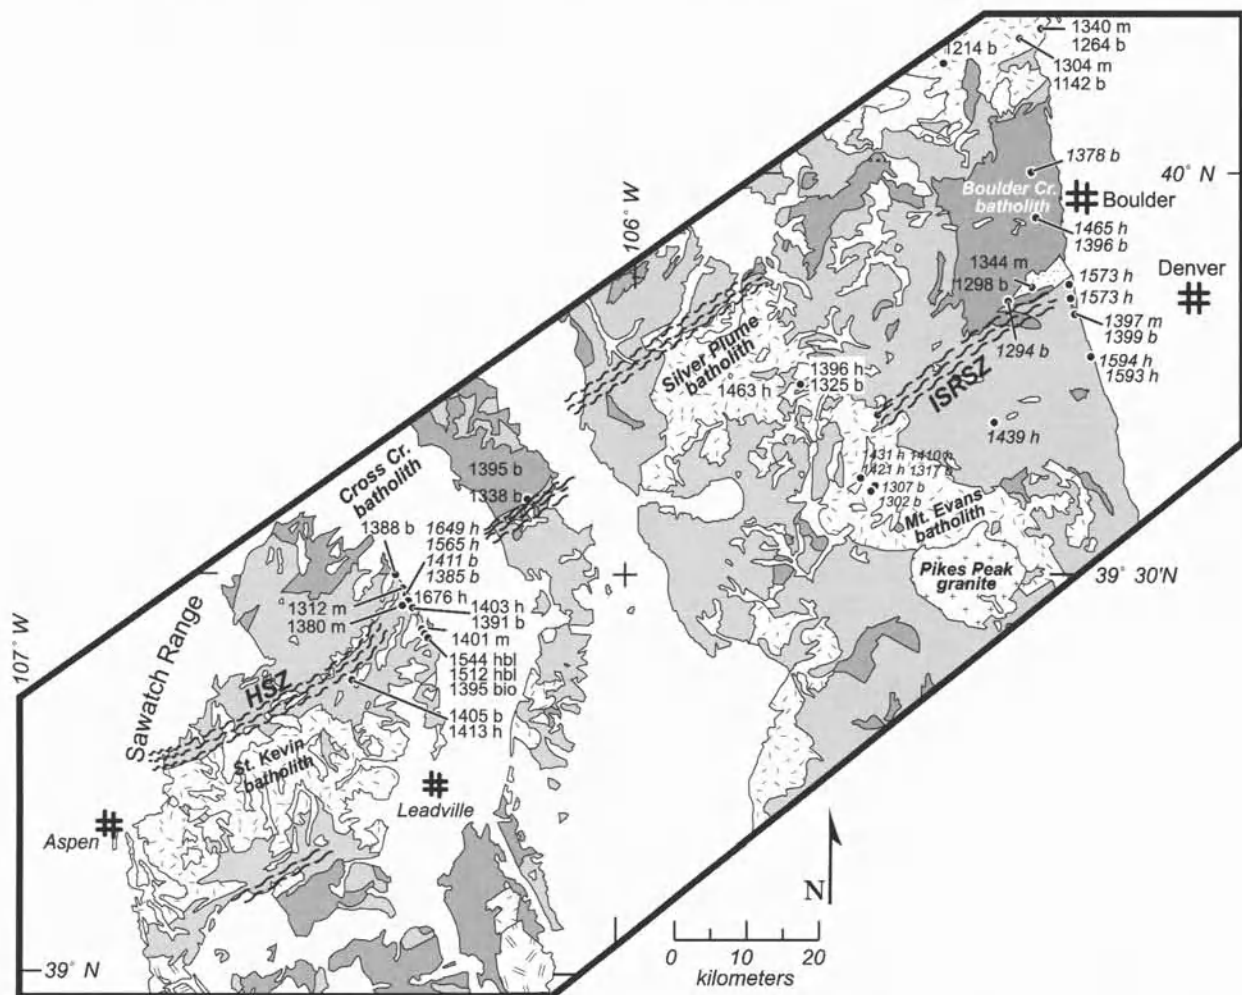 1340 m
1264 b
1214 b
1304 m
1142 b
1378 b
40° N
Boulder Cr.
batholith
Boulder
106° W
1465 h
1396 b
Denver
1344 m
1298 b
1573 h
1573 h
1397 m
1399 b
1294 b
1594 h
1593 h
Silver Plume
batholith
1396 h
1325 b
1463 h
ISRSZ
1439 h
1431 h 1410 h
1421 h 1317 b
1307 b
1302 b
Mt. Evans
batholith
Pikes Peak
granite
39° 30'N
Cross Cr.
batholith
1395 b
1338 b
1388 b
1649 h
1565 h
1411 b
1385 b
1312 m
1676 h
1380 m
1403 h
1391 b
1401 m
1544 hbl
1512 hbl
1395 bio
107° W
Sawatch Range
HSZ
1405 b
1413 h
St. Kevin
batholith
Leadville
Aspen
N
39° N
0 10 20
kilometers